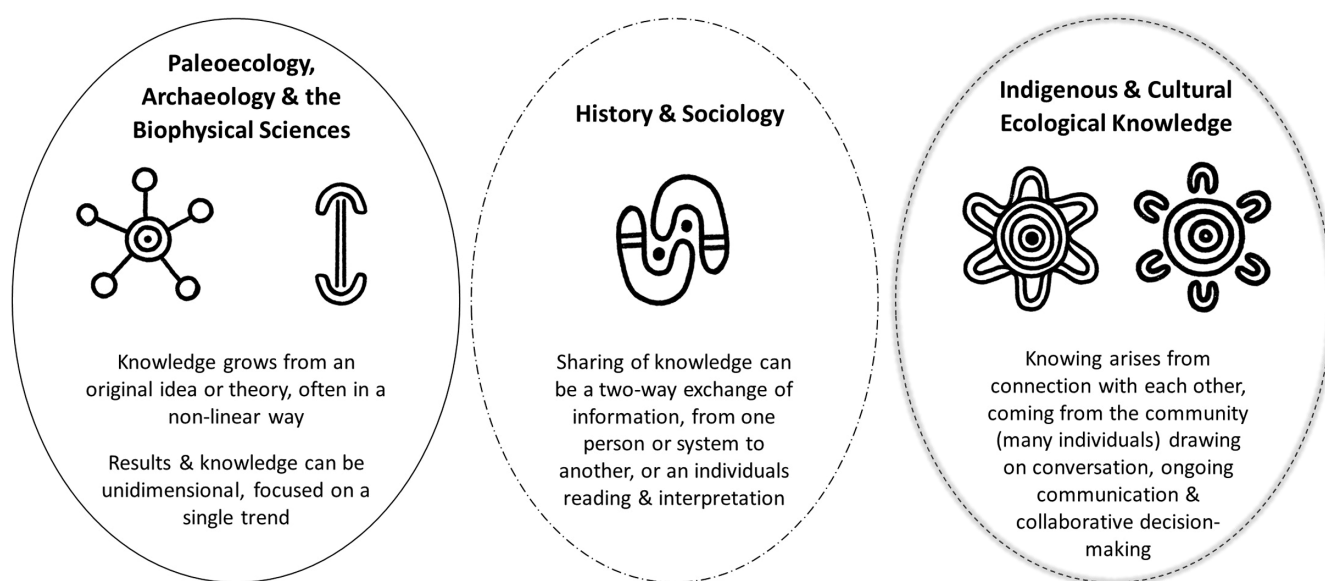 Paleoecology,
Archaeology & the
Biophysical Sciences
Knowledge grows from an
original idea or theory, often in a
non-linear way
Results & knowledge can be
unidimensional, focused on a
single trend
History & Sociology
Sharing of knowledge can
be a two-way exchange of
information, from one
person or system to
another, or an individuals
reading & interpretation
Indigenous & Cultural
Ecological Knowledge
Knowing arises from
connection with each other,
coming from the community
(many individuals) drawing
on conversation, ongoing
communication &
collaborative decision-
making